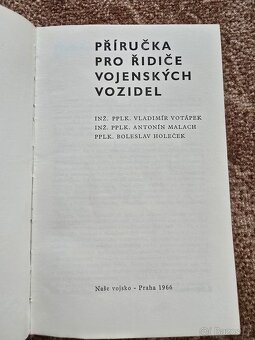 PŘÍRUČKA
PRO ŘIDIČE
VOJENSKÝCH
VOZIDEL
INŽ. PPLK. VLADIMÍR VOTÁPEK
INŽ. PPLK. ANTONÍN MALACH
PPLK. BOLESLAV HOLEČEK
Naše vojsko - Praha 1966